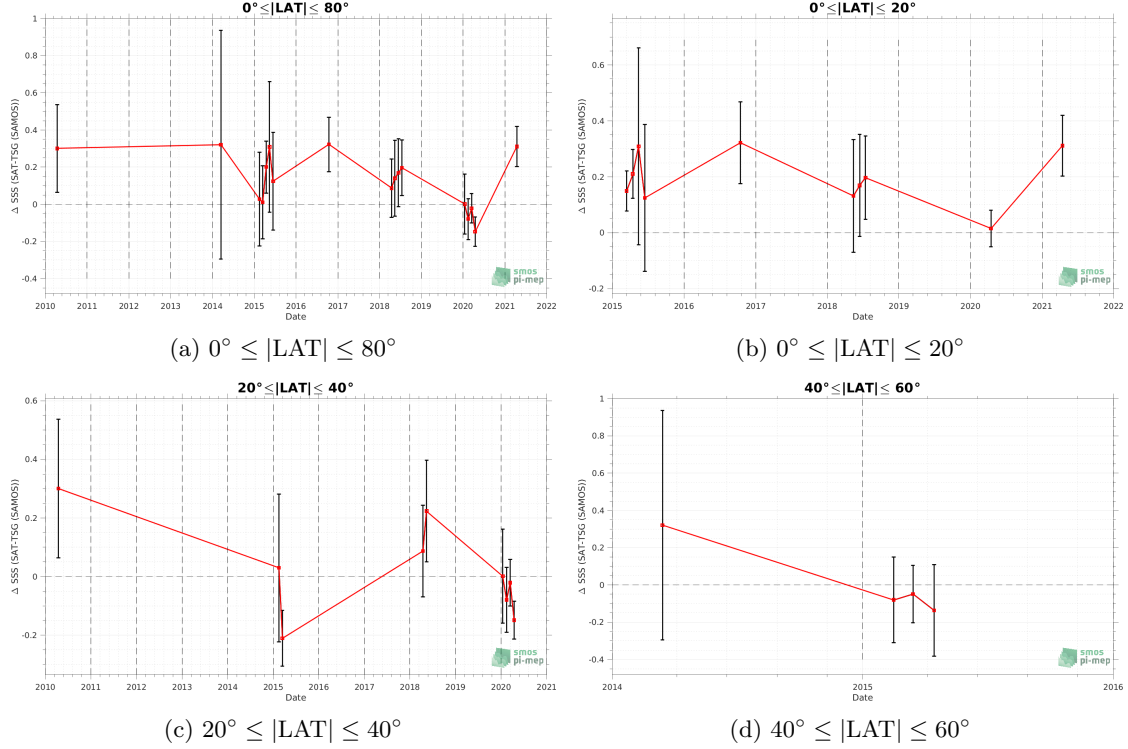 0°≤|LAT|≤ 80°
Δ SSS (SAT-TSG (SAMOS))
1
0.8
0.6
0.4
0.2
0
-0.2
-0.4
2010 2011 2012 2013 2014 2015 2016 2017 2018 2019 2020 2021 2022
Date
smos
pi-mep
(a) 0° ≤ |LAT| ≤ 80°
0°≤|LAT|≤ 20°
Δ SSS (SAT-TSG (SAMOS))
0.6
0.4
0.2
0
-0.2
2015 2016 2017 2018 2019 2020 2021 2022
Date
smos
pi-mep
(b) 0° ≤ |LAT| ≤ 20°
20°≤|LAT|≤ 40°
Δ SSS (SAT-TSG (SAMOS))
0.6
0.4
0.2
0
-0.2
2010 2011 2012 2013 2014 2015 2016 2017 2018 2019 2020 2021
Date
smos
pi-mep
(c) 20° ≤ |LAT| ≤ 40°
40°≤|LAT|≤ 60°
Δ SSS (SAT-TSG (SAMOS))
1
0.8
0.6
0.4
0.2
0
-0.2
-0.4
2014 2015 2016
Date
smos
pi-mep
(d) 40° ≤ |LAT| ≤ 60°